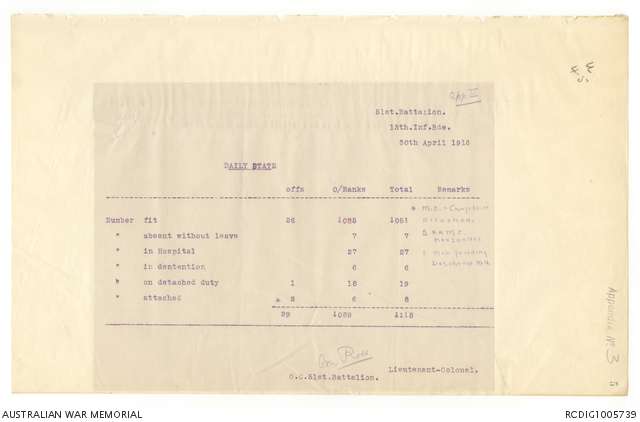 App II
51st.Battalion.
13th.Inf.Bde.
30th April 1916
DAILY STATE
offs O/Ranks Total Remarks
Number fit 26 1025 1051
" absent without leave 7 7
" in Hospital 27 27
" in dentention 6 6
" on detached duty 1 18 19
" attached 2 6 8
29 1089 1118
O.C.51st.Battalion.
Lieutenant-Colonel.
Appendix No. 3
AUSTRALIAN WAR MEMORIAL
RCDIG1005739